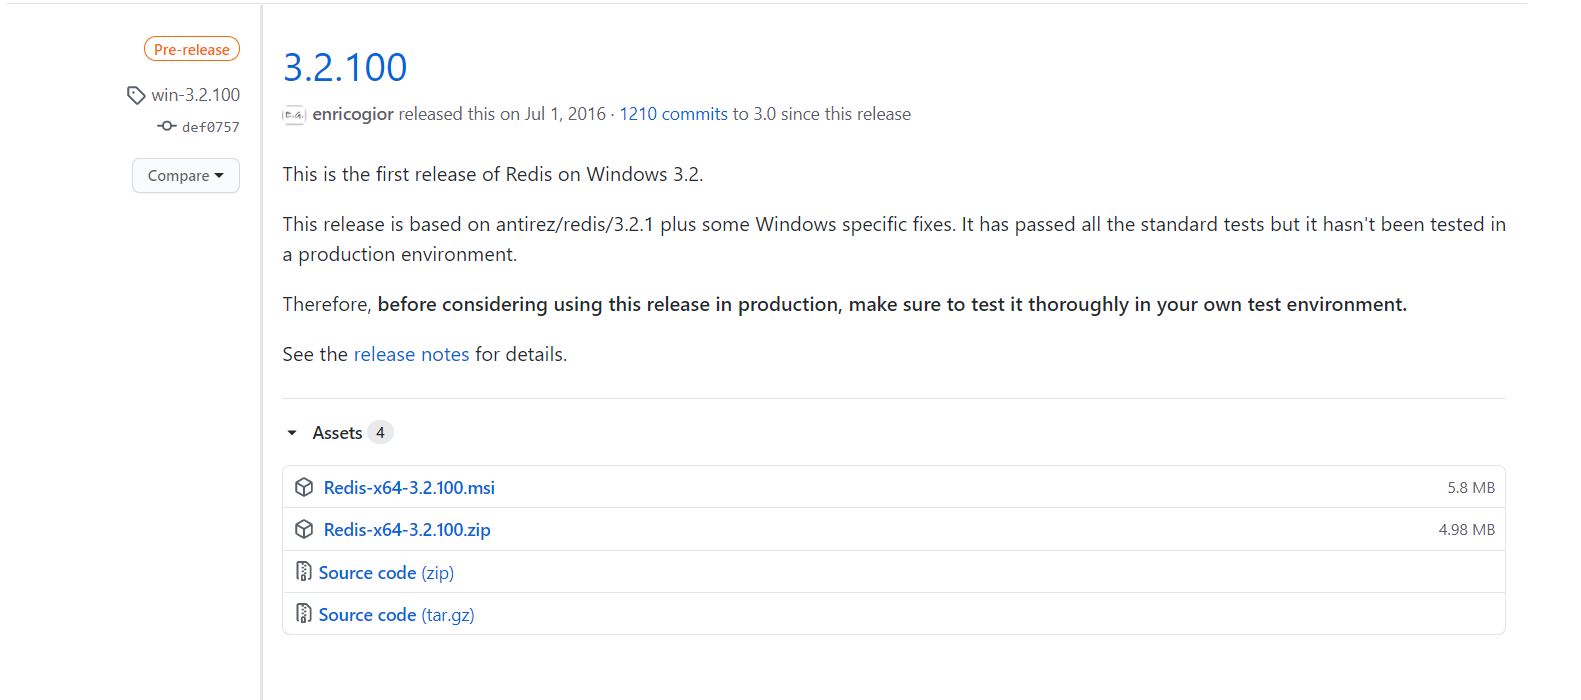 Pre-release
win-3.2.100
def0757
Compare
3.2.100
enricogior released this on Jul 1, 2016 · 1210 commits to 3.0 since this release
This is the first release of Redis on Windows 3.2.
This release is based on antirez/redis/3.2.1 plus some Windows specific fixes. It has passed all the standard tests but it hasn't been tested in
a production environment.
Therefore, before considering using this release in production, make sure to test it thoroughly in your own test environment.
See the release notes for details.
Assets 4
Redis-x64-3.2.100.msi 5.8 MB
Redis-x64-3.2.100.zip 4.98 MB
Source code (zip)
Source code (tar.gz)